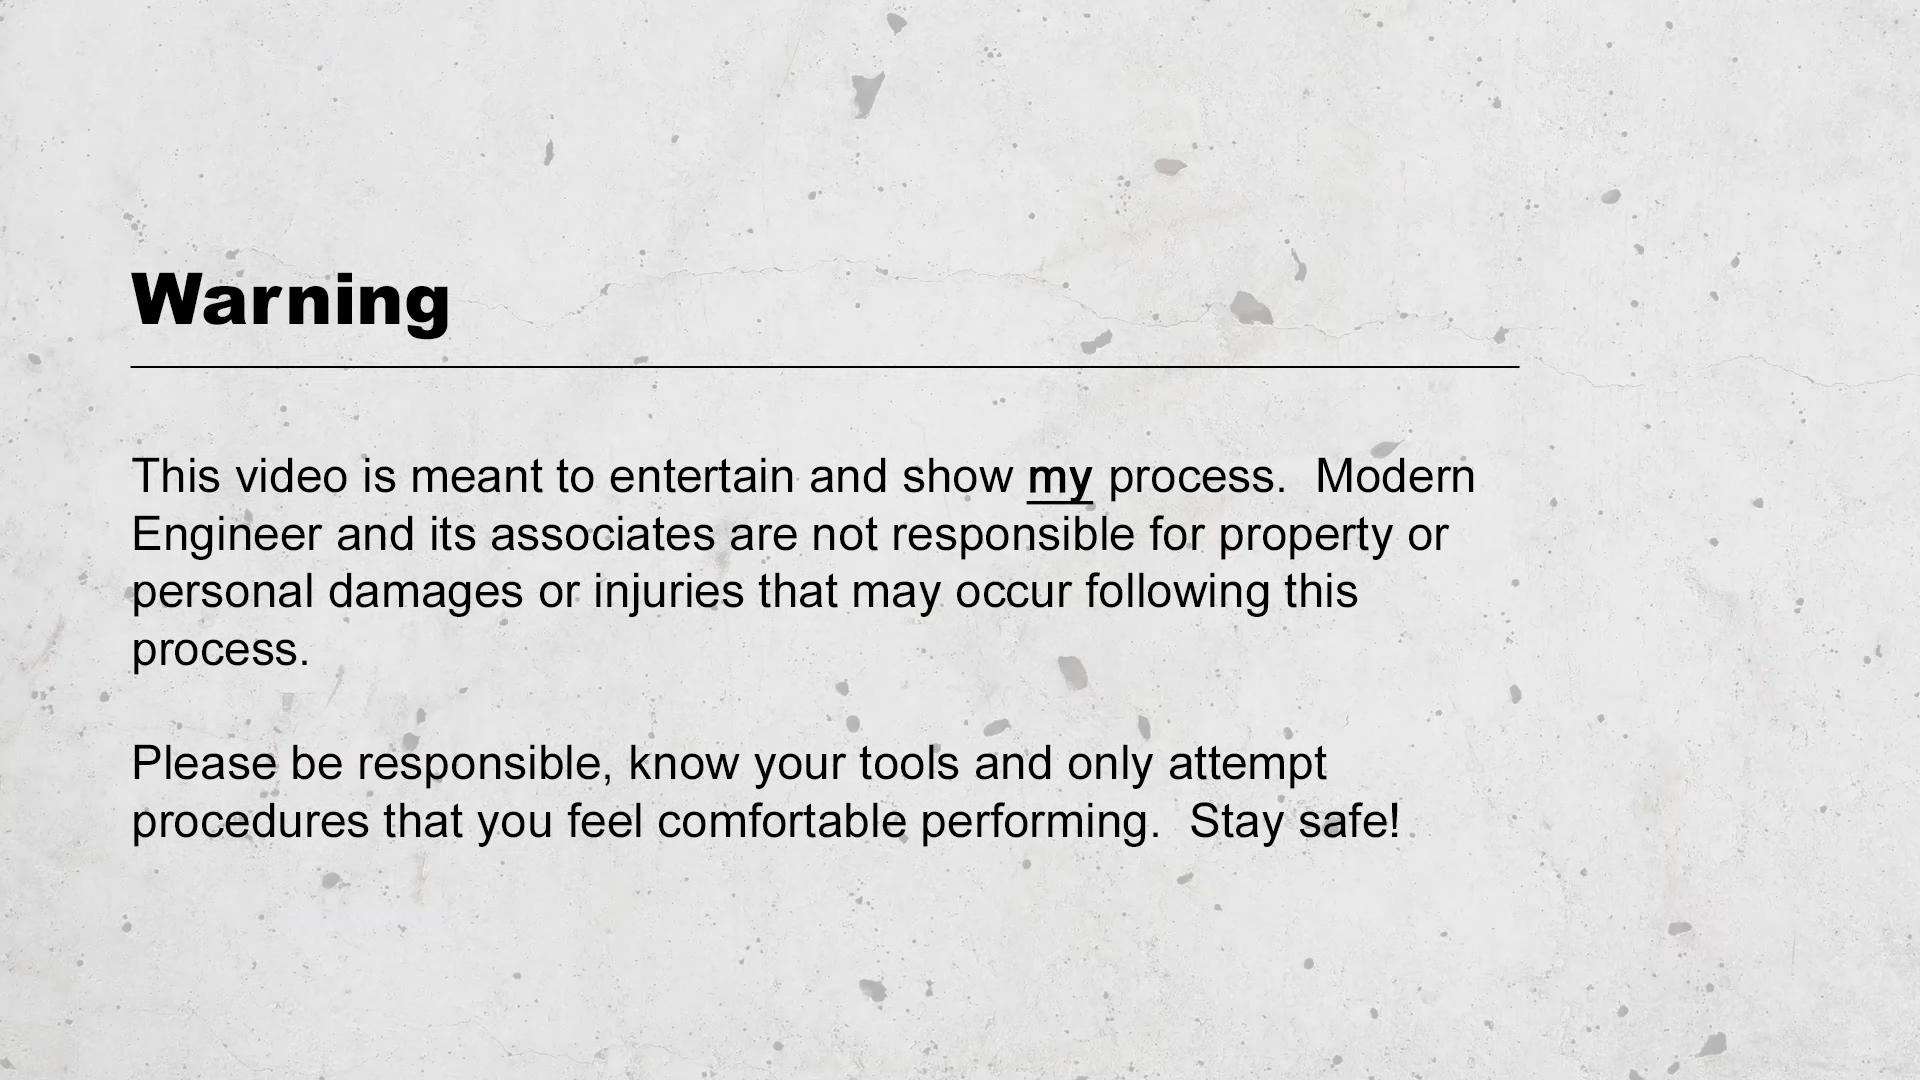 Warning
This video is meant to entertain and show my process.  Modern
Engineer and its associates are not responsible for property or
personal damages or injuries that may occur following this
process.
Please be responsible, know your tools and only attempt
procedures that you feel comfortable performing.  Stay safe!